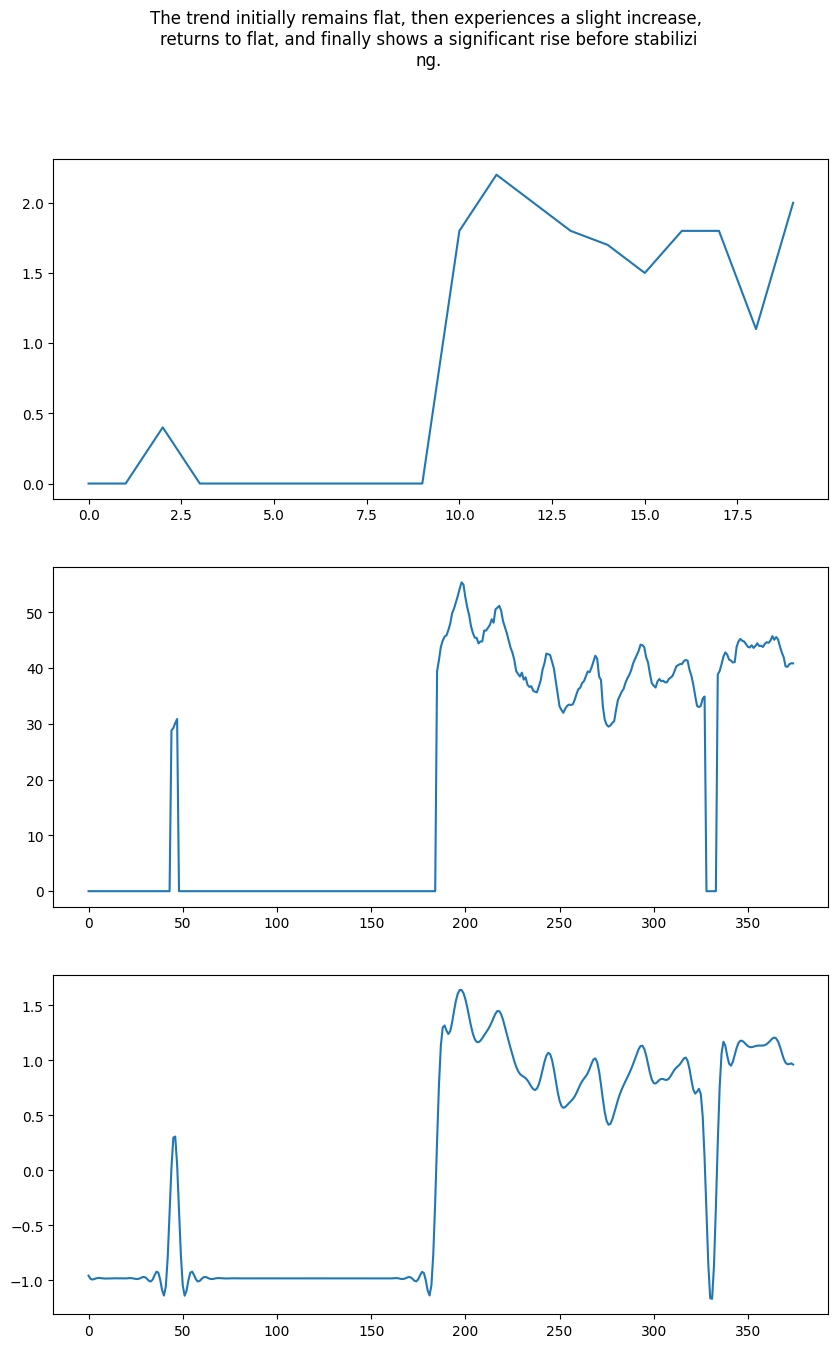 The trend initially remains flat, then experiences a slight increase,
returns to flat, and finally shows a significant rise before stabilizi
ng.
2.0
1.5
1.0
0.5
0.0
0.0 2.5 5.0 7.5 10.0 12.5 15.0 17.5
50
40
30
20
10
0
0 50 100 150 200 250 300 350
1.5
1.0
0.5
0.0
−0.5
−1.0
0 50 100 150 200 250 300 350